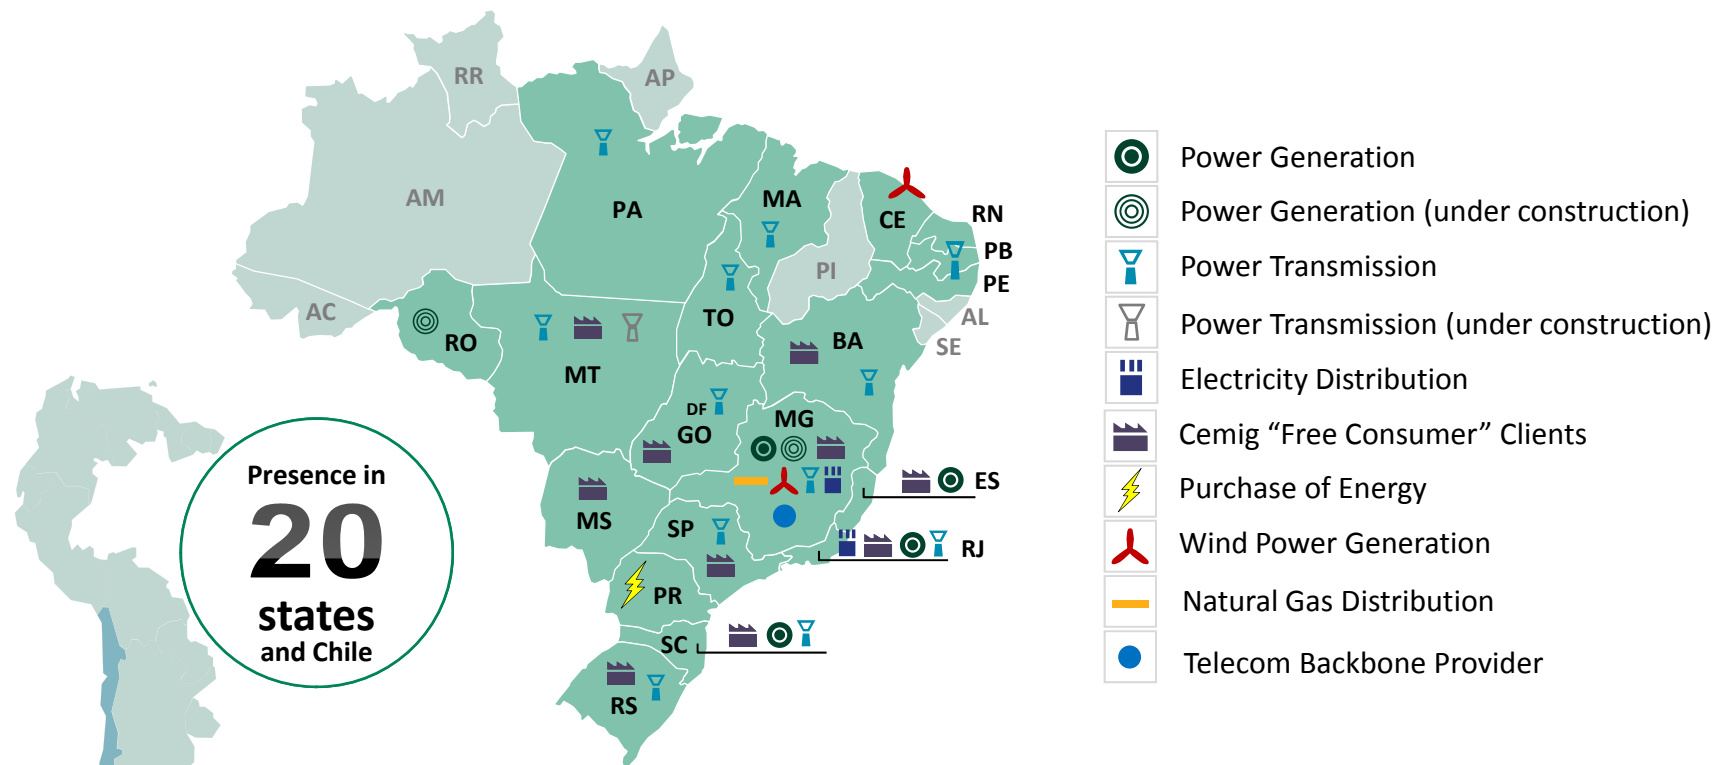 RR
AP
AM
PA
MA
CE
RN
PB
PE
PI
AC
RO
TO
AL
SE
BA
MT
DF
GO
MG
Presence in
20
states
and Chile
ES
MS
SP
RJ
PR
SC
RS
Power Generation
Power Generation (under construction)
Power Transmission
Power Transmission (under construction)
Electricity Distribution
Cemig “Free Consumer” Clients
Purchase of Energy
Wind Power Generation
Natural Gas Distribution
Telecom Backbone Provider